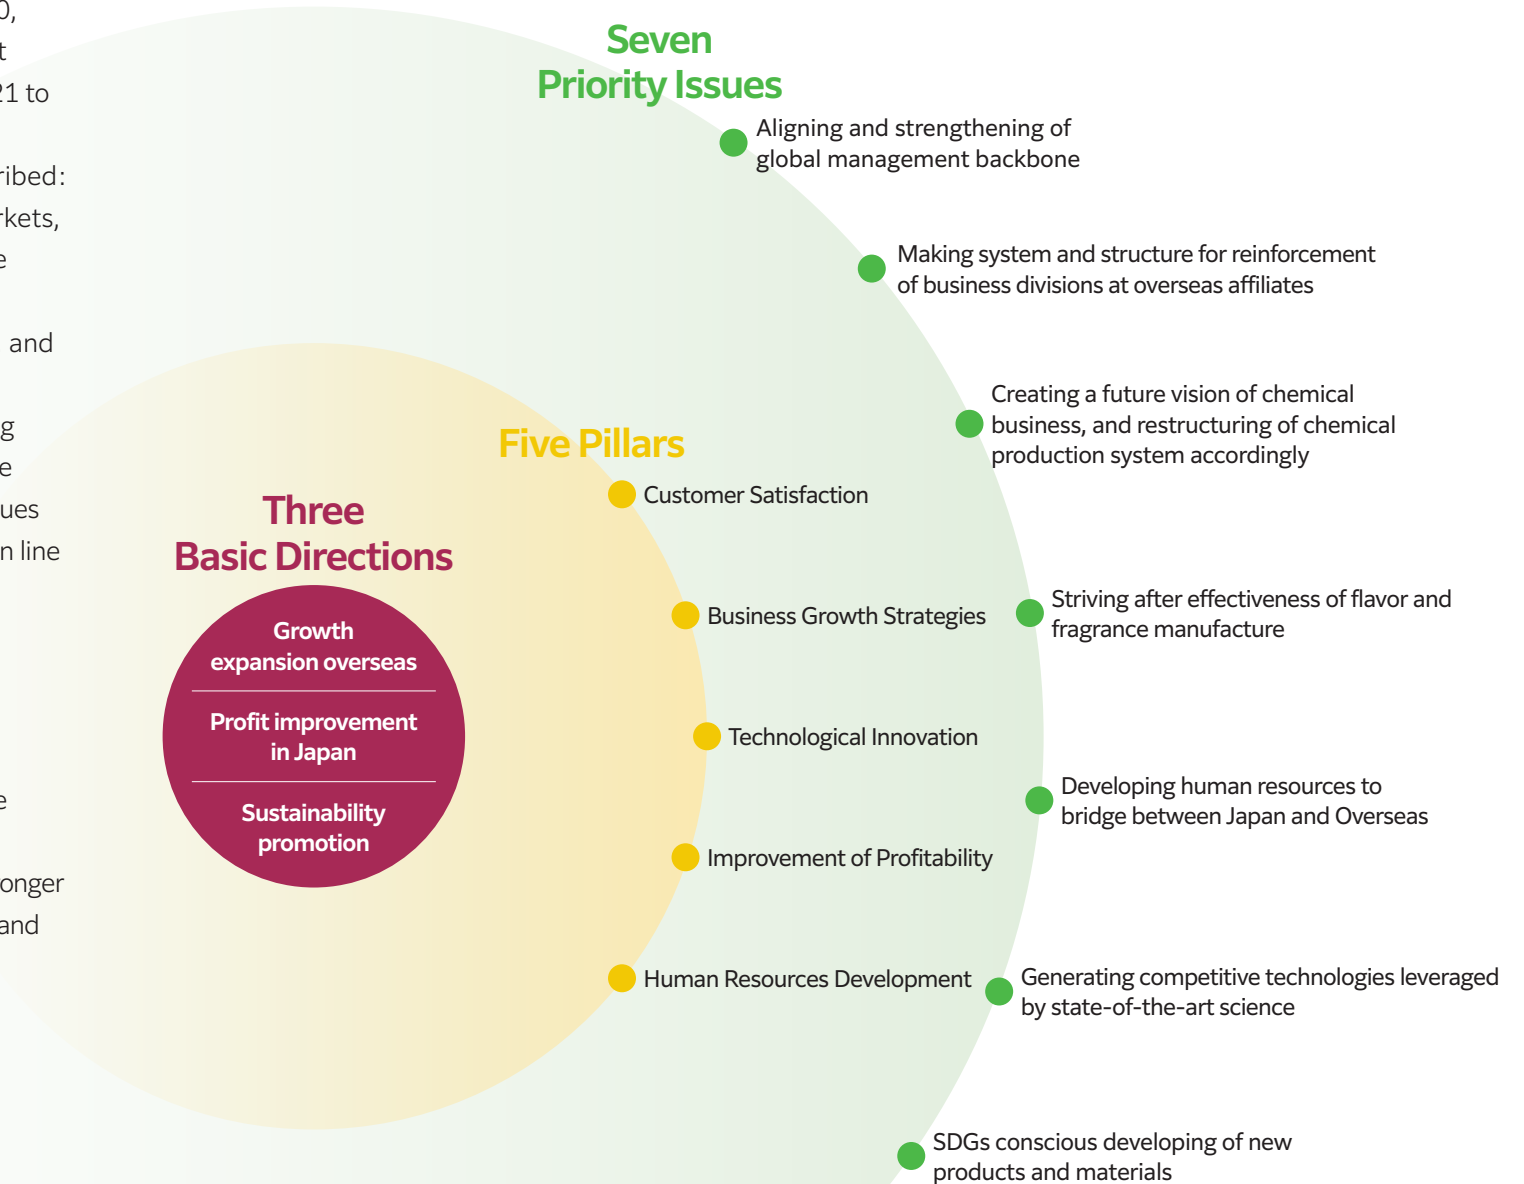 and
line
Seven
Priority Issues
Aligning and strengthening of
global management backbone
Making system and structure for reinforcement
of business divisions at overseas affiliates
Creating a future vision of chemical
business, and restructuring of chemical
production system accordingly
Five Pillars
Customer Satisfaction
Three
Basic Directions
Growth
expansion overseas
Profit improvement
in Japan
Sustainability
promotion
Business Growth Strategies
Striving after effectiveness of flavor and
fragrance manufacture
Technological Innovation
Developing human resources to
bridge between Japan and Overseas
Improvement of Profitability
and
Human Resources Development
Generating competitive technologies leveraged
by state-of-the-art science
SDGs conscious developing of new
products and materials